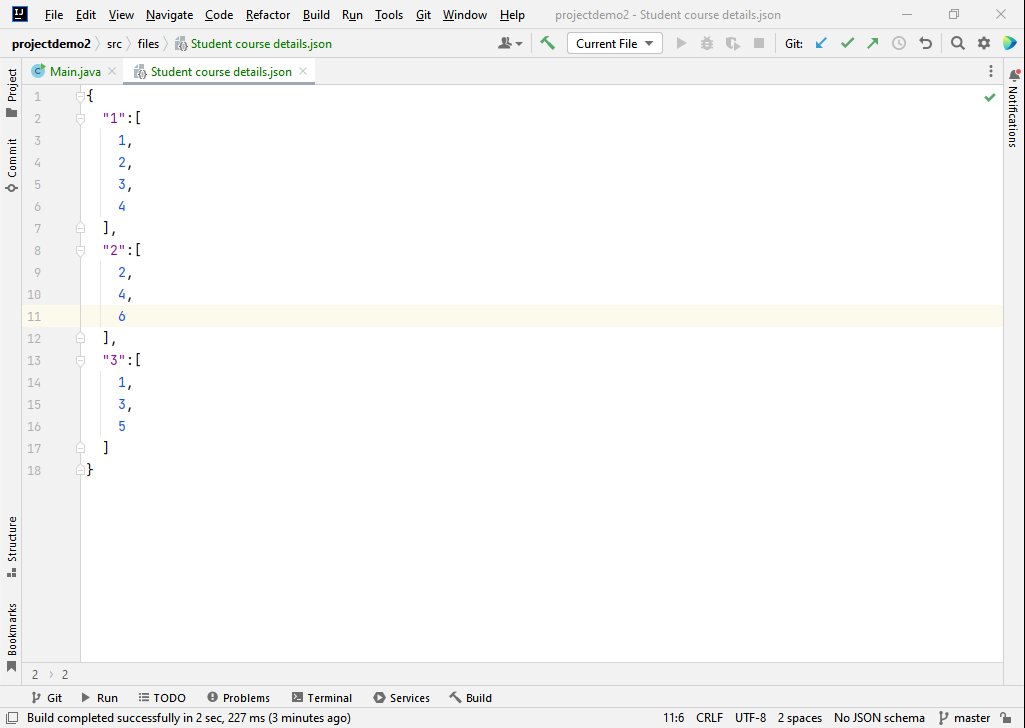 File Edit View Navigate Code Refactor Build Run Tools Git Window Help projectdemo2 - Student course details.json
projectdemo2 src files Student course details.json Current File Git:
Main.java Student course details.json
Project
Commit
Structure
Bookmarks
Notifications
1 {
2 "1":[
3 1,
4 2,
5 3,
6 4
7 ],
8 "2":[
9 2,
10 4,
11 6
12 ],
13 "3":[
14 1,
15 3,
16 5
17 ]
18 }
2 › 2
Git Run TODO Problems Terminal Services Build
Build completed successfully in 2 sec, 227 ms (3 minutes ago) 11:6 CRLF UTF-8 2 spaces No JSON schema master